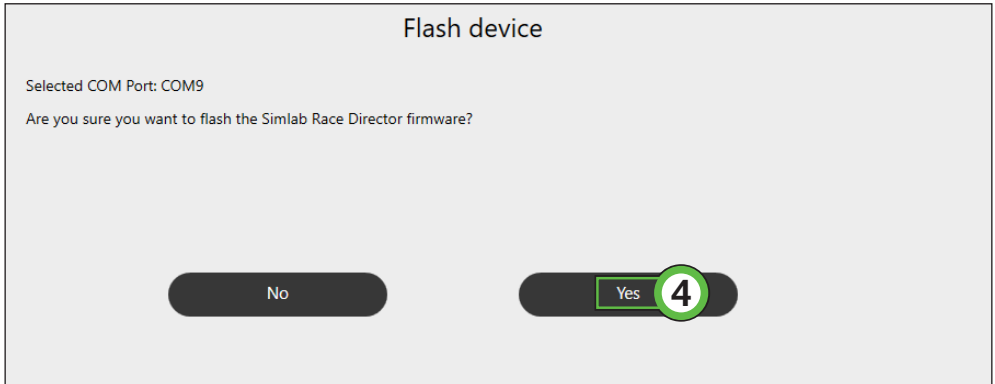 Flash device
Selected COM Port: COM9
Are you sure you want to flash the Simlab Race Director firmware?
No
Yes
4